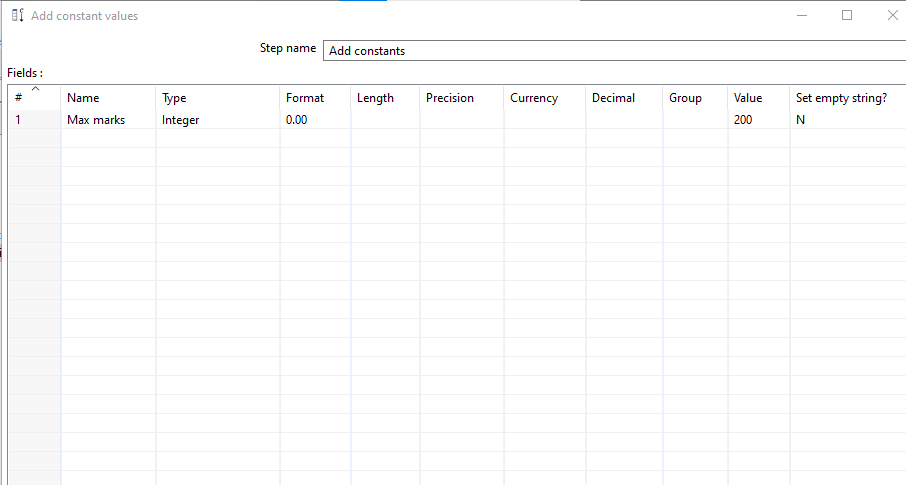 Add constant values
Step name Add constants
Fields :
# Name Type Format Length Precision Currency Decimal Group Value Set empty string?
1 Max marks Integer 0.00 200 N